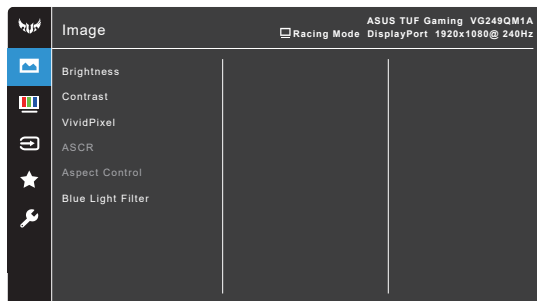 Image
ASUS TUF Gaming VG249QM1A
Racing Mode DisplayPort 1920x1080@ 240Hz
Brightness
Contrast
VividPixel
ASCR
Aspect Control
Blue Light Filter